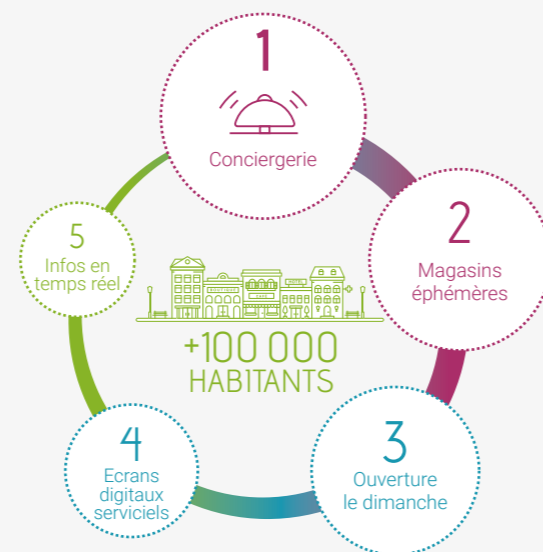 1
Conciergerie
2
Magasins
éphémères
3
Ouverture
le dimanche
4
Ecrans
digitaux
serviciels
5
Infos en
temps réel
+100 000
HABITANTS